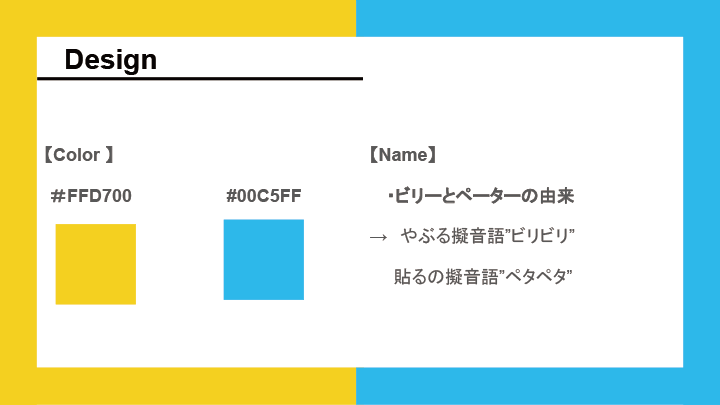 Design
【Color 】
＃FFD700
#00C5FF
【Name】
・ビリーとペーターの由来
→ やぶる擬音語”ビリビリ”
貼るの擬音語”ペタペタ”